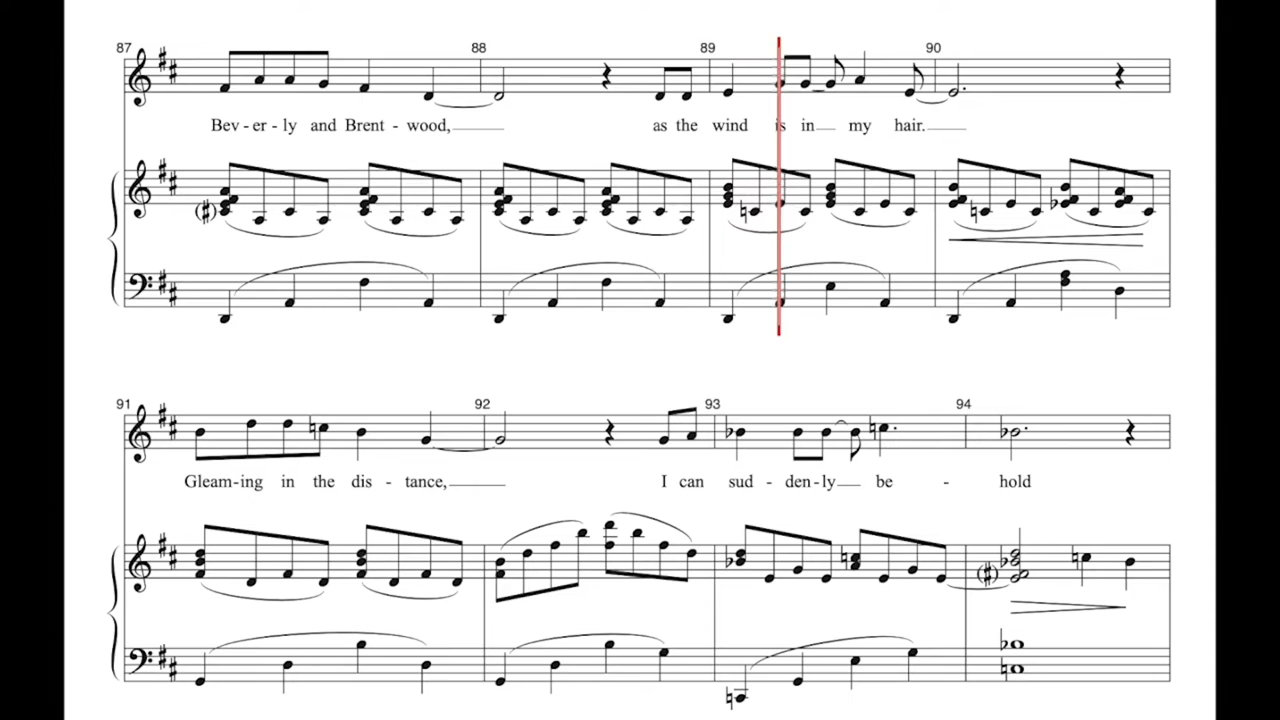 87 88 89 90
Bev - er - ly and Brent - wood, as the wind is in my hair.
91 92 93 94
Gleam-ing in the dis - tance, I can sud - den-ly be - hold